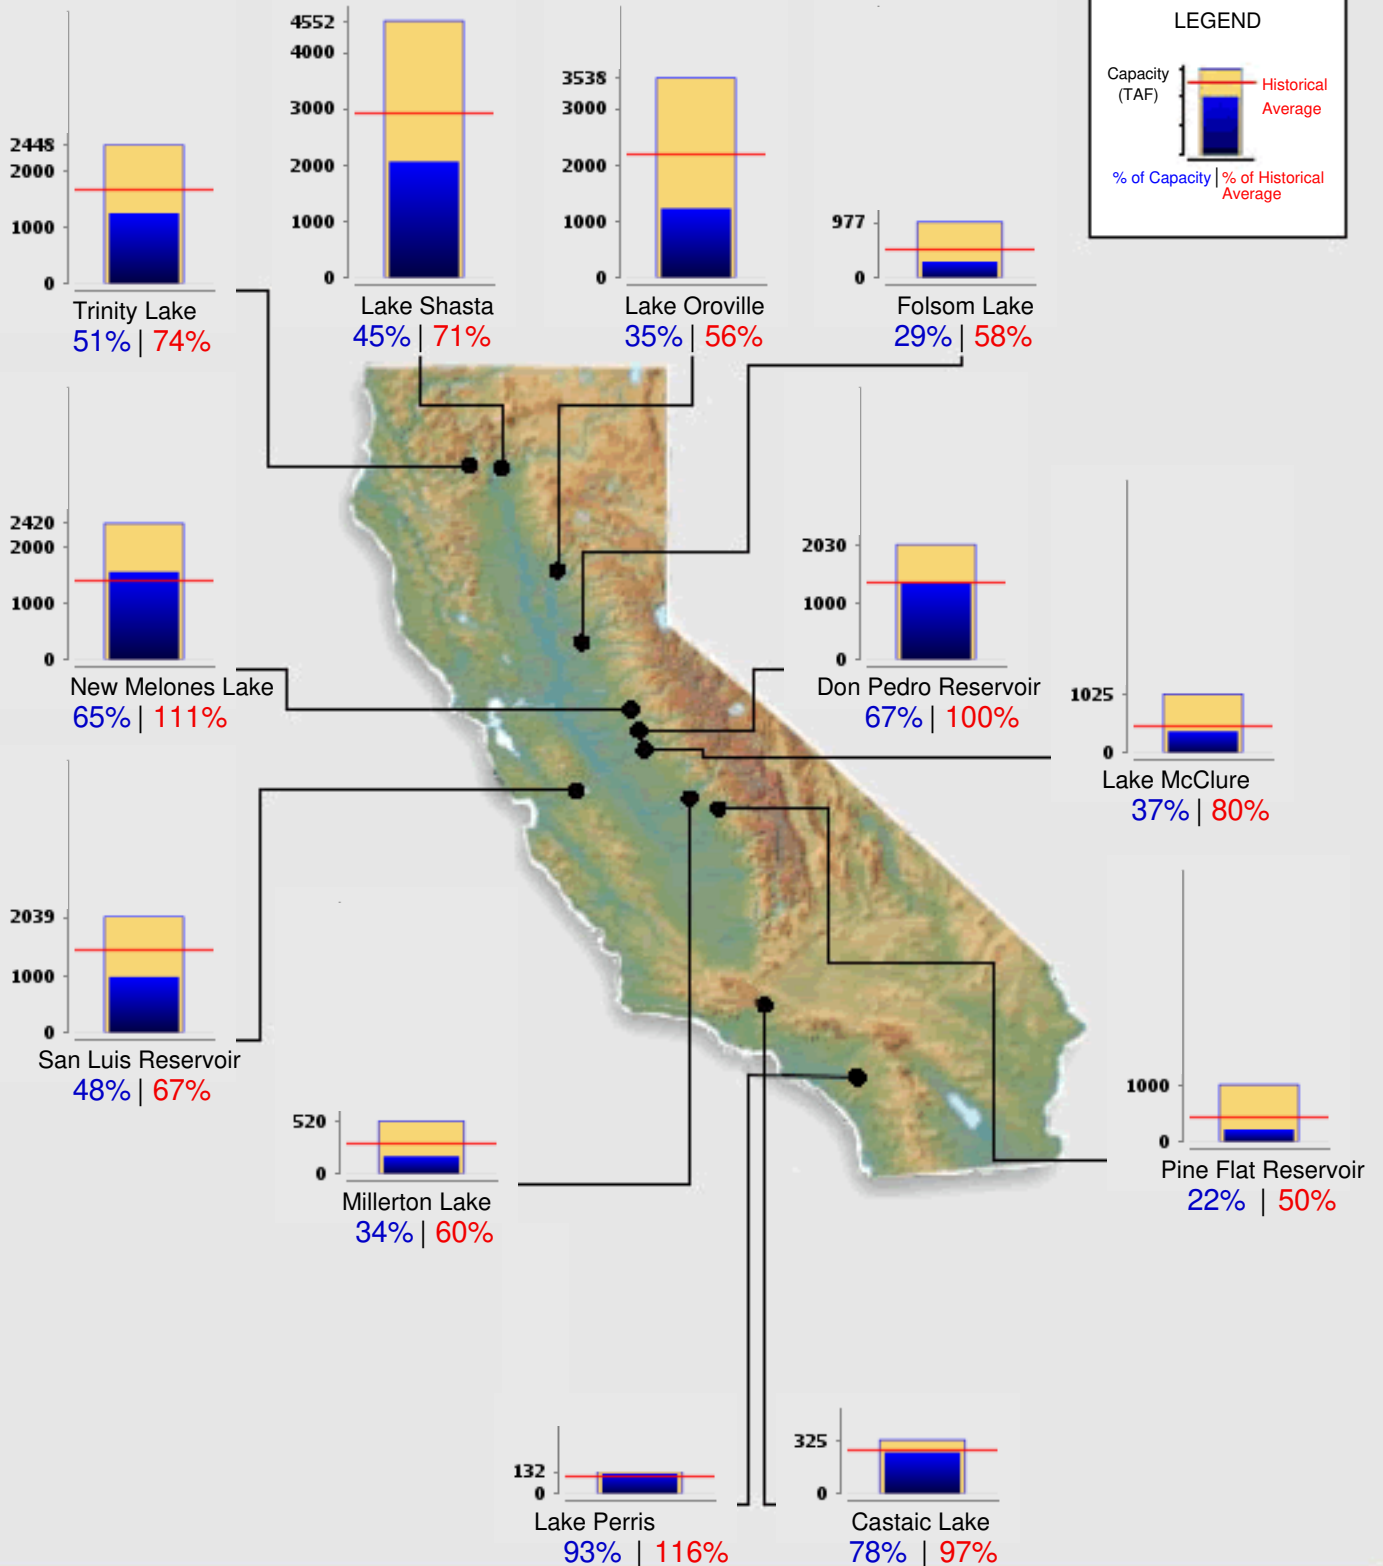 LEGEND
Capacity
(TAF)
Historical
Average
% of Capacity | % of Historical
Average
2448
2000
1000
0
Trinity Lake
51% | 74%
4552
4000
3000
2000
1000
0
Lake Shasta
45% | 71%
3538
3000
2000
1000
0
Lake Oroville
35% | 56%
977
0
Folsom Lake
29% | 58%
2420
2000
1000
0
New Melones Lake
65% | 111%
2030
1000
0
Don Pedro Reservoir
67% | 100%
1025
0
Lake McClure
37% | 80%
2039
1000
0
San Luis Reservoir
48% | 67%
520
0
Millerton Lake
34% | 60%
1000
0
Pine Flat Reservoir
22% | 50%
132
0
Lake Perris
93% | 116%
325
0
Castaic Lake
78% | 97%